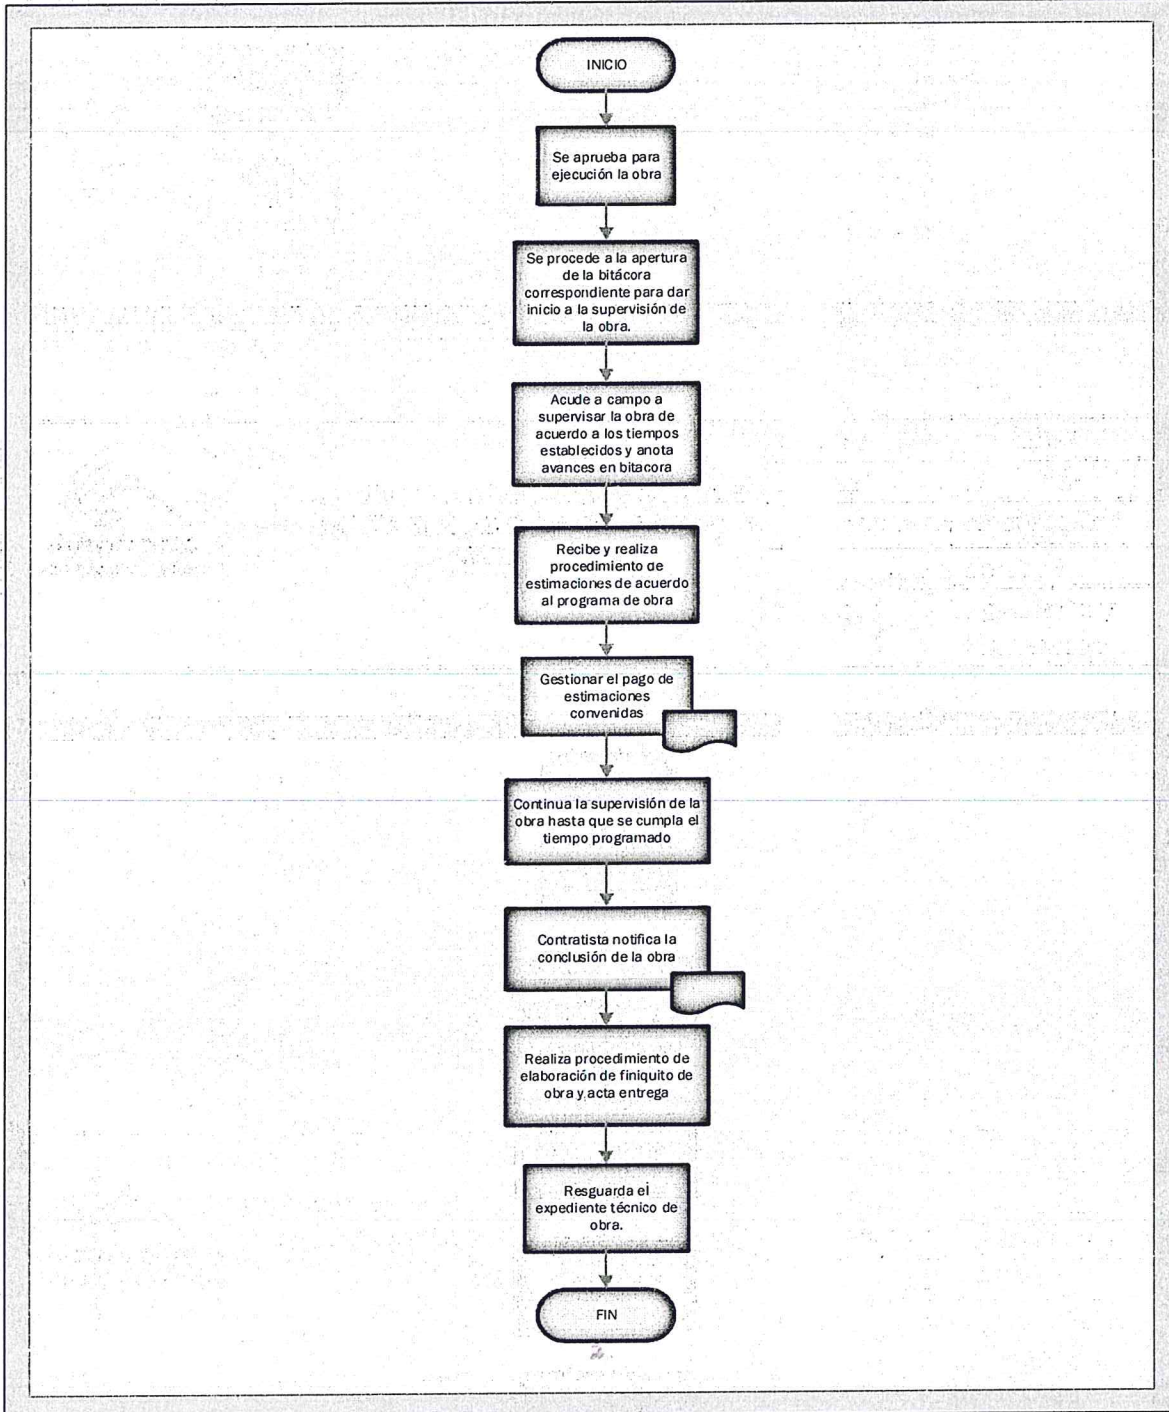 INICIO
Se aprueba para
ejecución la obra
Se procede a la apertura
de la bitácora
correspondiente para dar
inicio a la supervisión de
la obra.
Acude a campo a
supervisar la obra de
acuerdo a los tiempos
establecidos y anota
avances en bitacora
Recibe y realiza
procedimiento de
estimaciones de acuerdo
al programa de obra
Gestionar el pago de
estimaciones
convenidas
Continua la supervisión de la
obra hasta que se cumpla el
tiempo programado
Contratista notifica la
conclusión de la obra
Realiza procedimiento de
elaboración de finiquito de
obra y acta entrega
Resguarda el
expediente técnico de
obra.
FIN